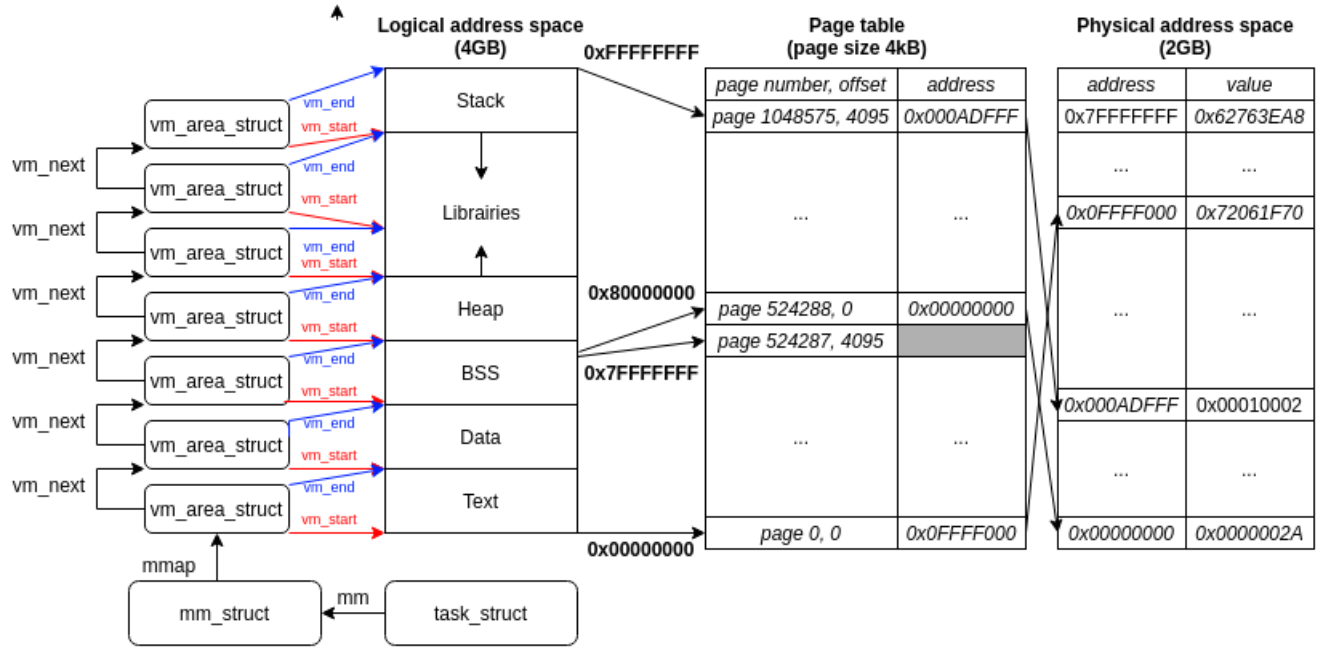 Logical address space
(4GB)
Page table
(page size 4kB)
Physical address space
(2GB)
0xFFFFFFFF
page number, offset
address
address
value
Stack
page 1048575, 4095
0x000ADFFF
0x7FFFFFFF
0x62763EA8
vm_area_struct
vm_end
vm_start
vm_next
vm_area_struct
vm_end
...
...
vm_start
Librairies
...
...
0x0FFFF000
0x72061F70
vm_next
vm_area_struct
vm_end
vm_start
vm_next
vm_end
0x80000000
vm_area_struct
Heap
page 524288, 0
0x00000000
...
...
vm_start
page 524287, 4095
vm_next
vm_end
vm_area_struct
BSS
0x7FFFFFFF
vm_start
0x000ADFFF
0x00010002
vm_next
vm_end
vm_area_struct
Data
...
...
vm_start
...
...
vm_next
vm_end
vm_area_struct
Text
vm_start
page 0, 0
0x0FFFF000
0x00000000
0x0000002A
0x00000000
mmap
mm_struct
mm
task_struct